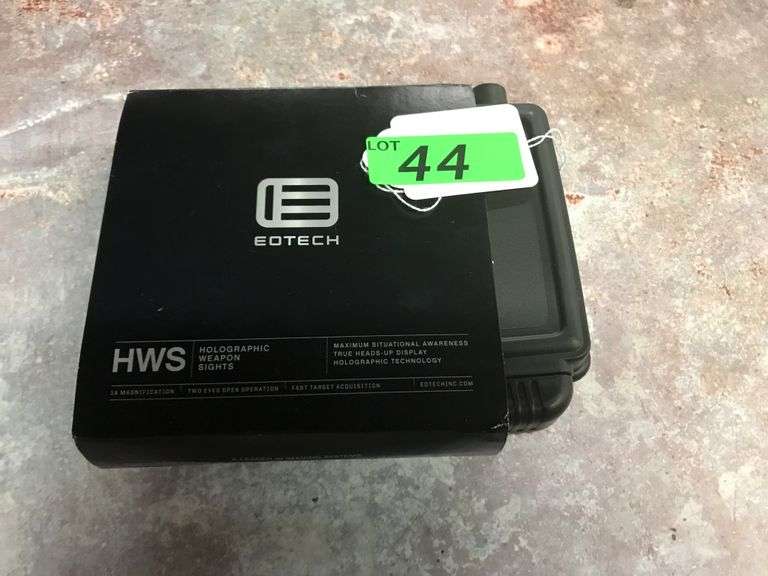 LOT 44
EOTECH
HWS
HOLOGRAPHIC
WEAPON
SIGHTS
MAXIMUM SITUATIONAL AWARENESS
TRUE HEADS-UP DISPLAY
HOLOGRAPHIC TECHNOLOGY
1X MAGNIFICATION
TWO EYES OPEN OPERATION
FAST TARGET ACQUISITION
EOTECHINC.COM